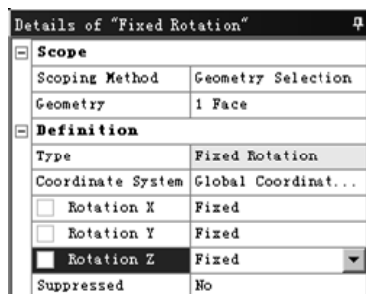 Details of "Fixed Rotation"
Scope
Scoping Method Geometry Selection
Geometry 1 Face
Definition
Type Fixed Rotation
Coordinate System Global Coordinat...
Rotation X Fixed
Rotation Y Fixed
Rotation Z Fixed
Suppressed No